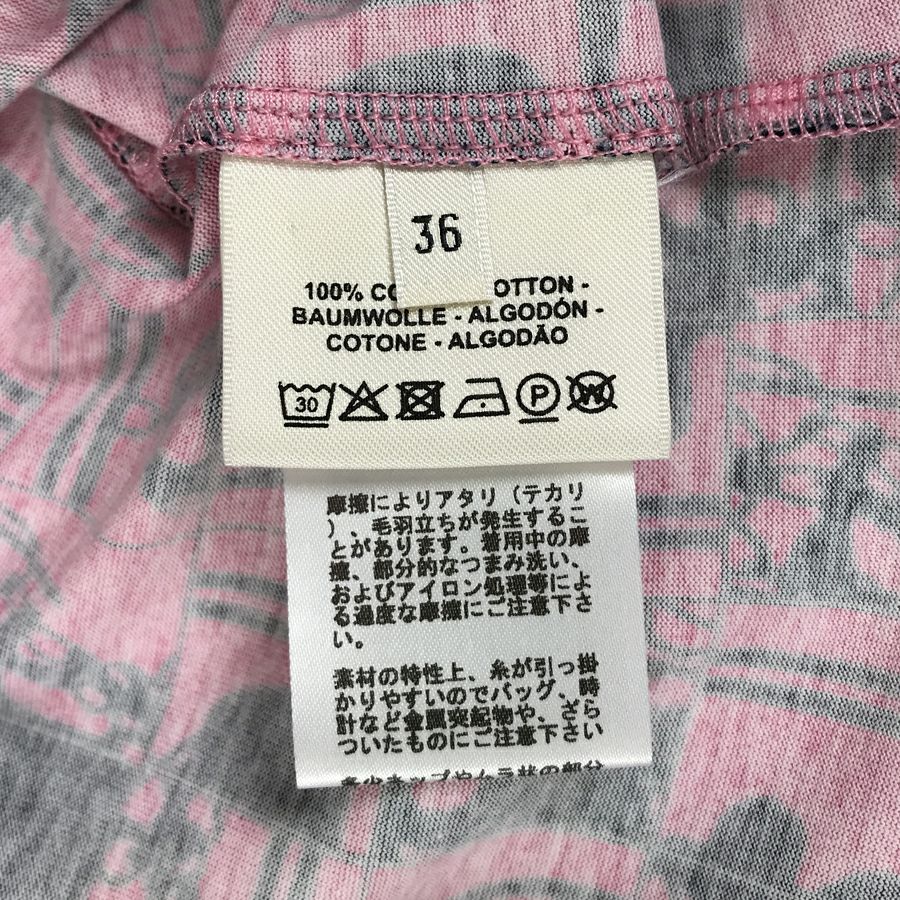 36
100% CO OTTON -
BAUMWOLLE - ALGODÓN -
COTONE - ALGODÃO
30 P W
摩擦によりアタリ（テカリ
）、毛羽立ちが発生するこ
とがあります。着用中の摩
擦、部分的なつまみ洗い、
およびアイロン処理等によ
る過度な摩擦にご注意下さ
い。
素材の特性上、糸が引っ掛
かりやすいのでバッグ、時
計など金属突起物や、ざら
ついたものにご注意下さい